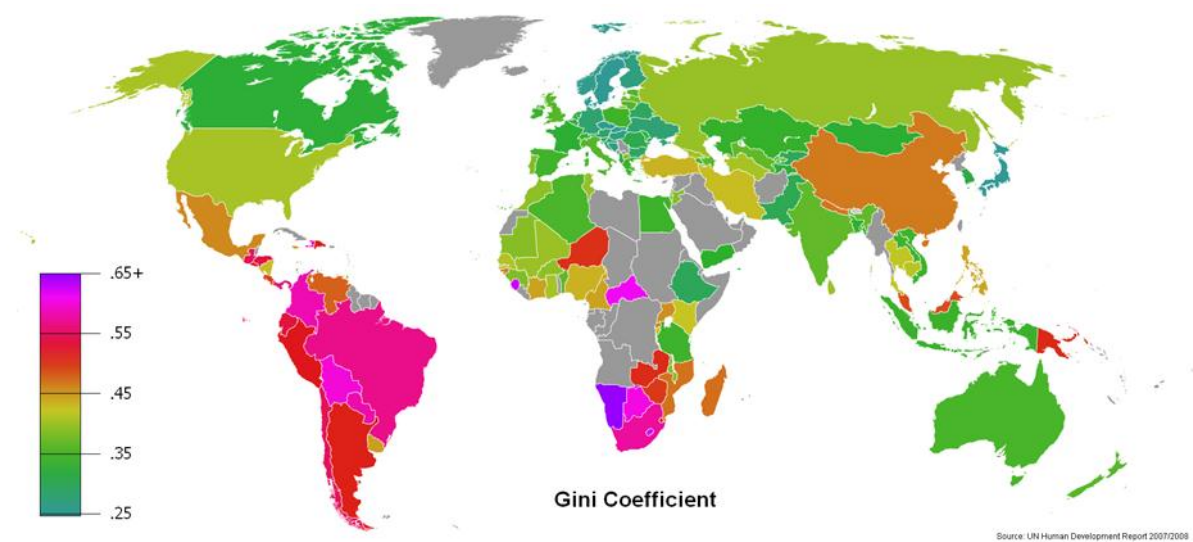 .65+
.55
.45
.35
.25
Gini Coefficient
Source: UN Human Development Report 2007/2008